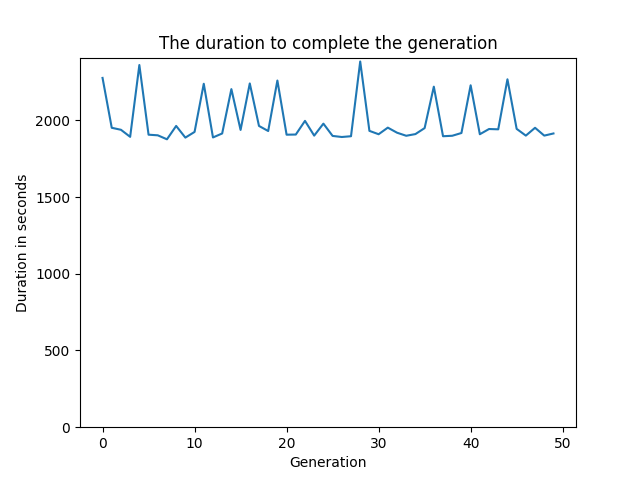 The duration to complete the generation
2000
1500
1000
500
0
Duration in seconds
0 10 20 30 40 50
Generation